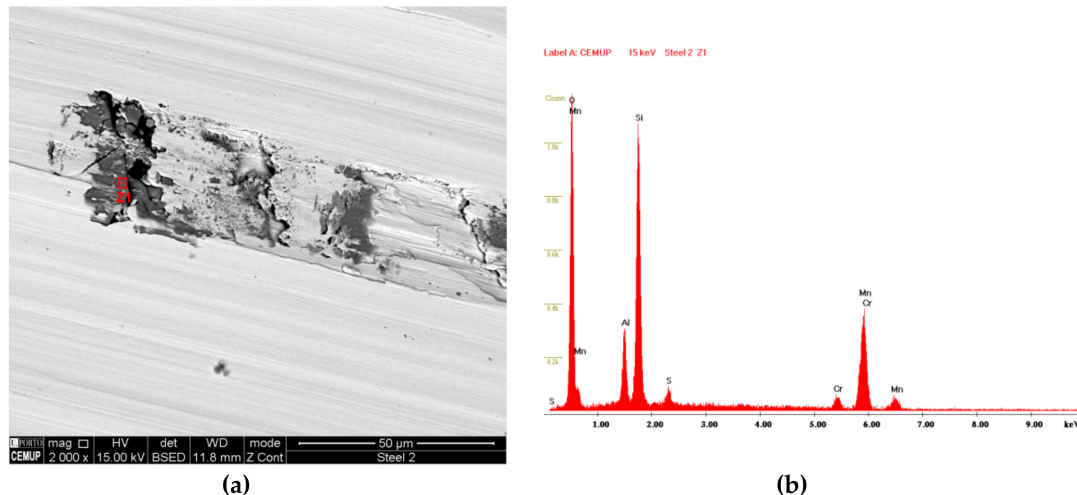 Z1
U.PORTO
CEMUP
mag HV det WD mode
2 000 x 15.00 kV BSED 11.8 mm Z Cont
50 µm
Steel 2
(a)
Label A: CEMUP 15 keV Steel 2 Z1
Counts
1.0k
0.8k
0.6k
0.4k
0.2k
O
Mn
Mn
S
Al
Si
S
Cr
Mn
Cr
Mn
1.00 2.00 3.00 4.00 5.00 6.00 7.00 8.00 9.00 keV
(b)